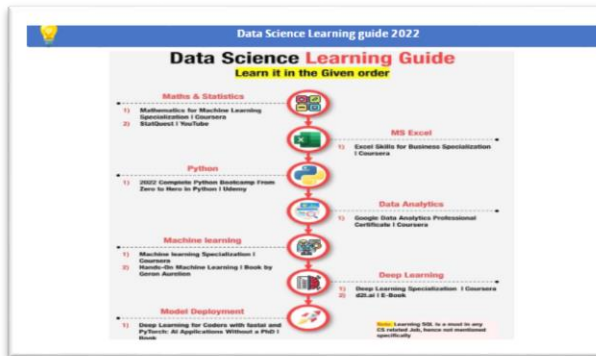 Data Science Learning guide 2022
Data Science Learning Guide
Learn it in the Given order
Maths & Statistics
1) Mathematics for Machine Learning
Specialization | Coursera
2) StatQuest | YouTube
MS Excel
1) Excel Skills for Business Specialization
| Coursera
Python
1) 2022 Complete Python Bootcamp From
Zero to Hero in Python | Udemy
Data Analytics
1) Google Data Analytics Professional
Certificate | Coursera
Machine learning
1) Machine learning Specialization |
Coursera
2) Hands-On Machine Learning | Book by
Geron Aurelien
Deep Learning
1) Deep Learning Specialization | Coursera
2) d2l.ai | E-Book
Model Deployment
1) Deep Learning for Coders with fastai and
PyTorch: AI Applications Without a PhD |
Book
Note: Learning SQL is a must in any
CS related Job, hence not mentioned
specifically